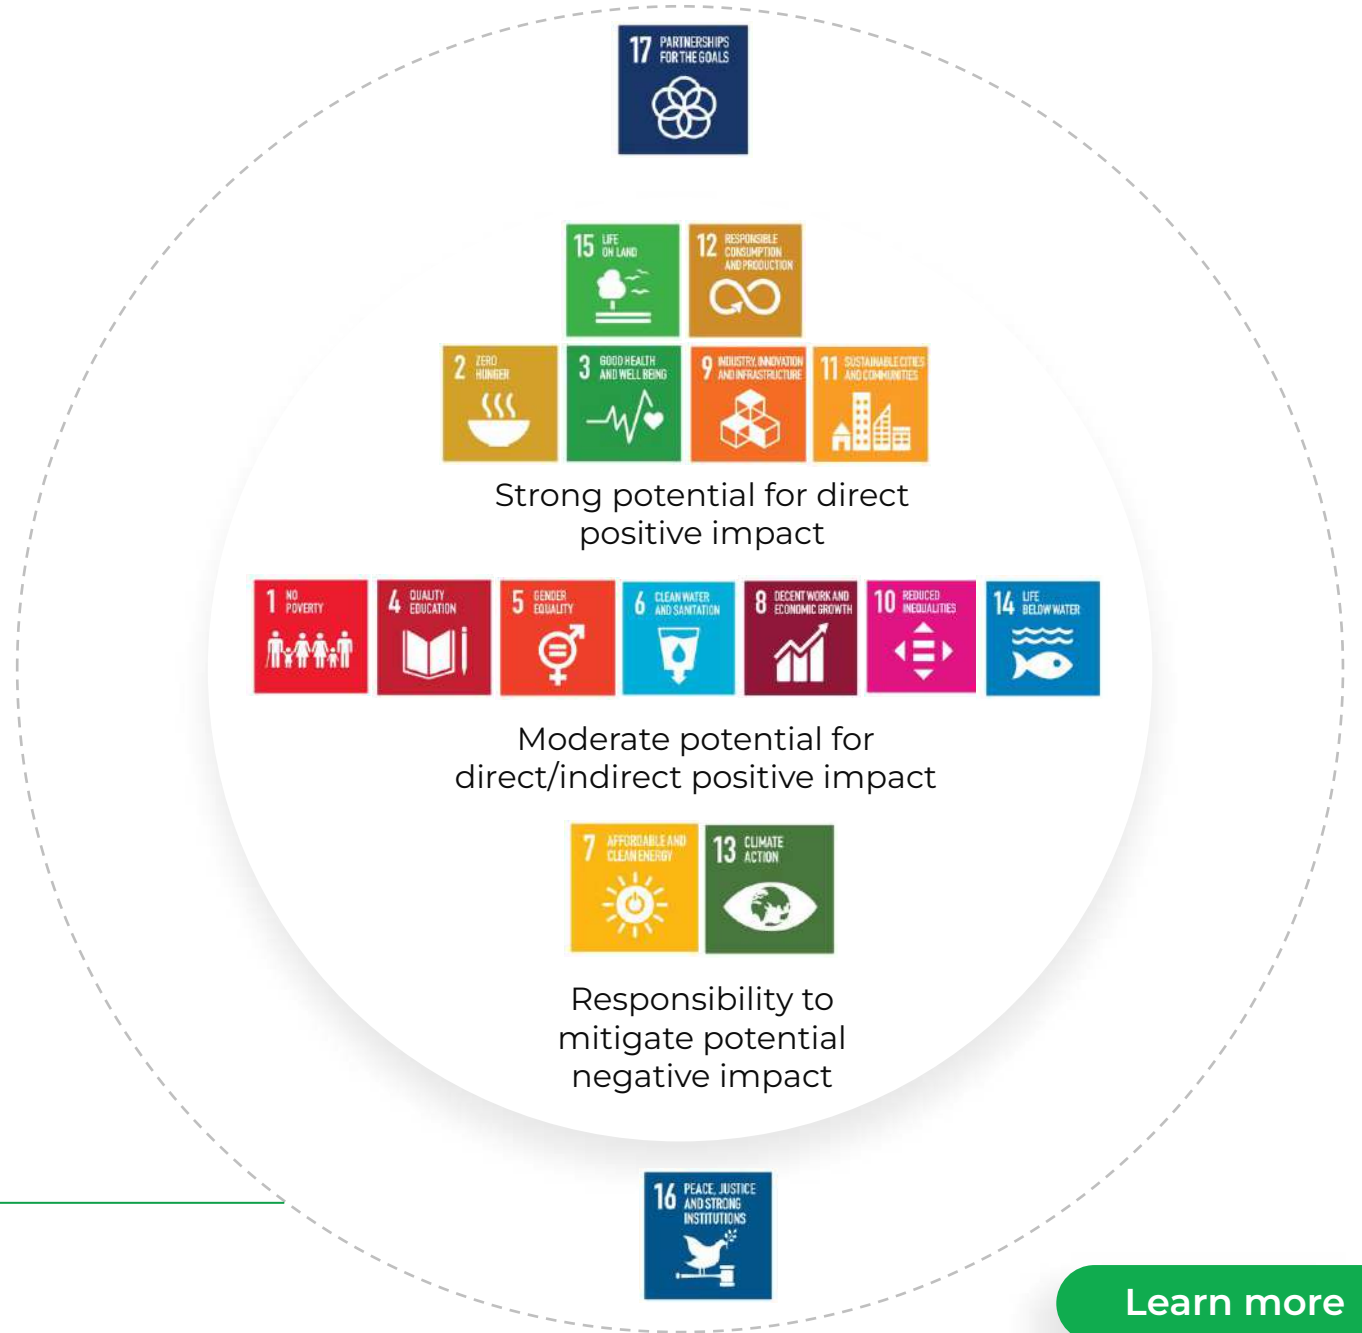 17 PARTNERSHIPS
FOR THE GOALS
15 LIFE
ON LAND
12 RESPONSIBLE
CONSUMPTION
AND PRODUCTION
2 ZERO
HUNGER
3 GOOD HEALTH
AND WELL BEING
9 INDUSTRY, INNOVATION
AND INFRASTRUCTURE
11 SUSTAINABLE CITIES
AND COMMUNITIES
Strong potential for direct
positive impact
1 NO
POVERTY
4 QUALITY
EDUCATION
5 GENDER
EQUALITY
6 CLEAN WATER
AND SANITATION
8 DECENT WORK AND
ECONOMIC GROWTH
10 REDUCED
INEQUALITIES
14 LIFE
BELOW WATER
Moderate potential for
direct/indirect positive impact
7 AFFORDABLE AND
CLEAN ENERGY
13 CLIMATE
ACTION
Responsibility to
mitigate potential
negative impact
16 PEACE, JUSTICE
AND STRONG
INSTITUTIONS
Learn more